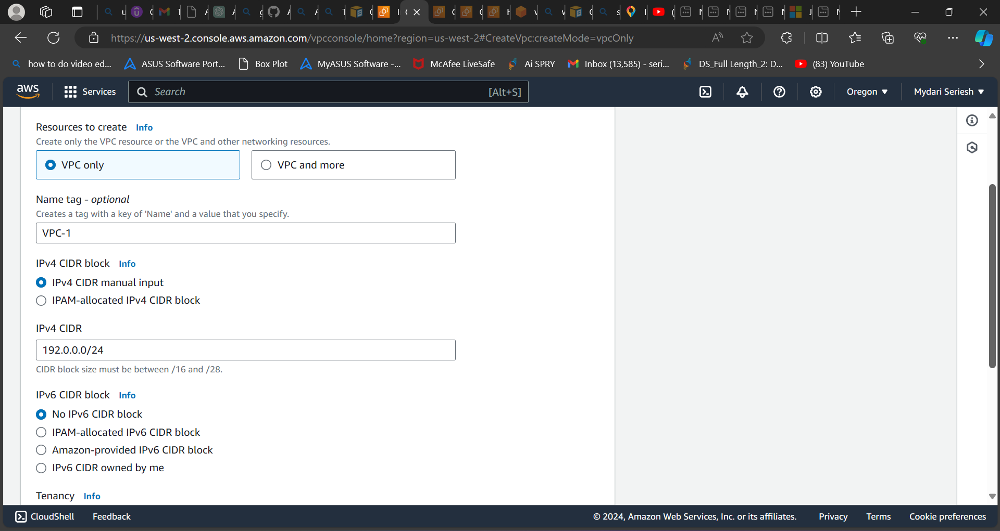 https://us-west-2.console.aws.amazon.com/vpcconsole/home?region=us-west-2#CreateVpc:createMode=vpcOnly
how to do video ed... ASUS Software Port... Box Plot MyASUS Software -... McAfee LiveSafe Ai SPRY Inbox (13,585) - seri... DS_Full Length_2: D... (83) YouTube
aws Services Search [Alt+S] Oregon Mydari Seriesh
Resources to create Info
Create only the VPC resource or the VPC and other networking resources.
VPC only VPC and more
Name tag - optional
Creates a tag with a key of 'Name' and a value that you specify.
VPC-1
IPv4 CIDR block Info
IPv4 CIDR manual input
IPAM-allocated IPv4 CIDR block
IPv4 CIDR
192.0.0.0/24
CIDR block size must be between /16 and /28.
IPv6 CIDR block Info
No IPv6 CIDR block
IPAM-allocated IPv6 CIDR block
Amazon-provided IPv6 CIDR block
IPv6 CIDR owned by me
Tenancy Info
CloudShell Feedback © 2024, Amazon Web Services, Inc. or its affiliates. Privacy Terms Cookie preferences